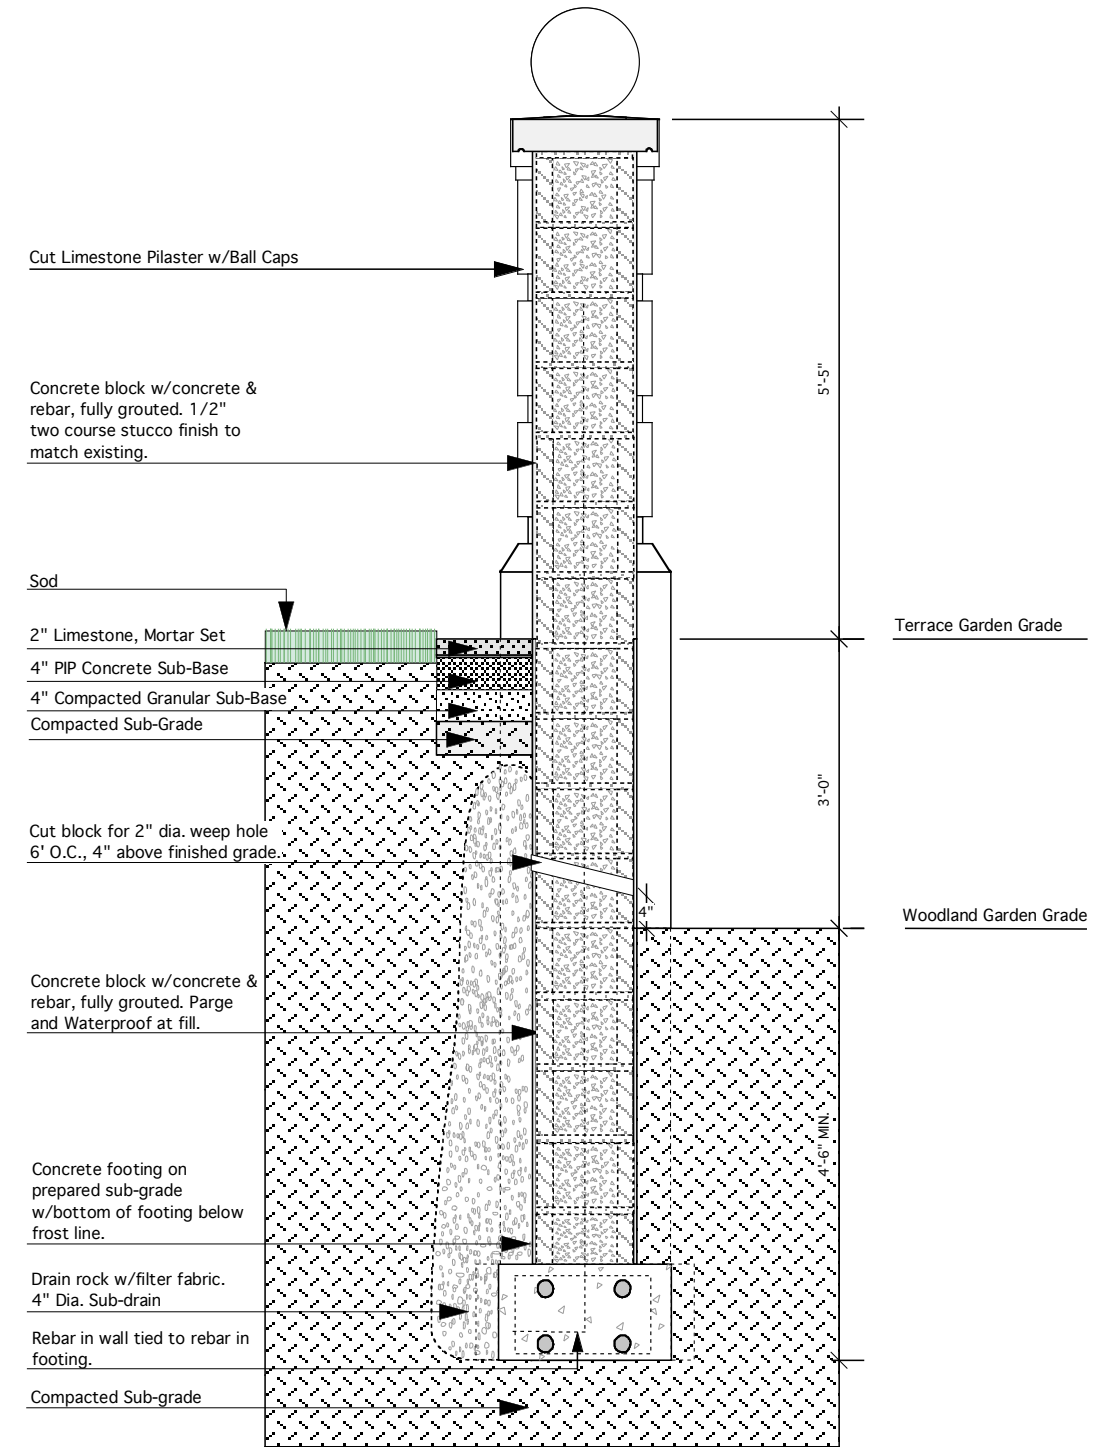 Cut Limestone Pilaster w/Ball Caps
Concrete block w/concrete &
rebar, fully grouted. 1/2"
two course stucco finish to
match existing.
5'-5"
Sod
2" Limestone, Mortar Set
Terrace Garden Grade
4" PIP Concrete Sub-Base
4" Compacted Granular Sub-Base
Compacted Sub-Grade
3'-0"
Cut block for 2" dia. weep hole
6' O.C., 4" above finished grade.
4"
Woodland Garden Grade
Concrete block w/concrete &
rebar, fully grouted. Parge
and Waterproof at fill.
4'-6" MIN.
Concrete footing on
prepared sub-grade
w/bottom of footing below
frost line.
Drain rock w/filter fabric.
4" Dia. Sub-drain
Rebar in wall tied to rebar in
footing.
Compacted Sub-grade